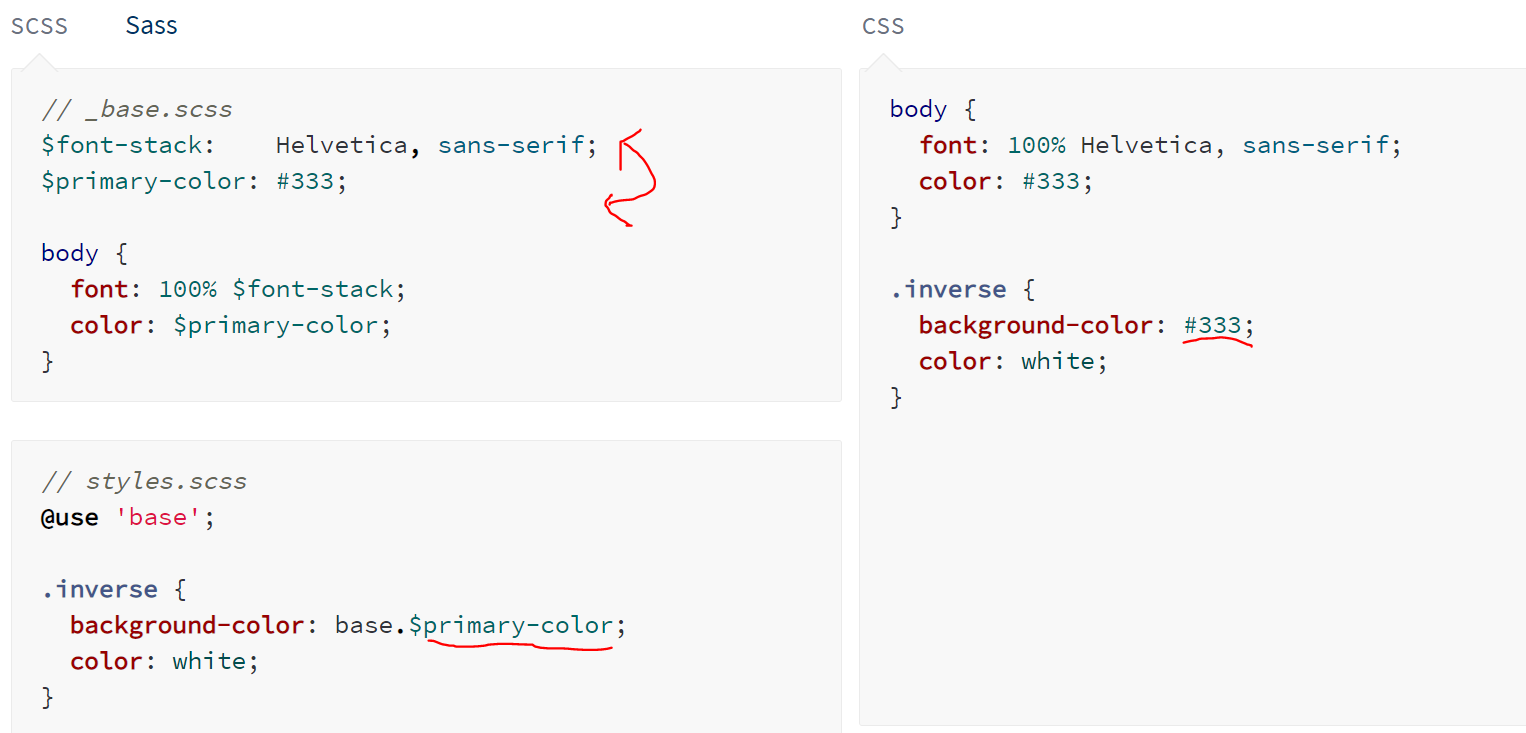 SCSS Sass
// _base.scss
$font-stack:    Helvetica, sans-serif;
$primary-color: #333;
body {
  font: 100% $font-stack;
  color: $primary-color;
}
// styles.scss
@use 'base';
.inverse {
  background-color: base.$primary-color;
  color: white;
}
CSS
body {
  font: 100% Helvetica, sans-serif;
  color: #333;
}
.inverse {
  background-color: #333;
  color: white;
}